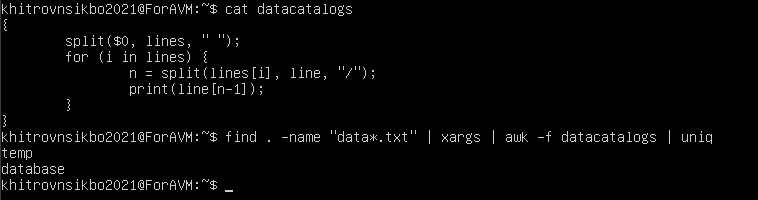 khitrovnsikbo2021@ForAVM:~$ cat datacatalogs
{
        split($0, lines, " ");
        for (i in lines) {
                n = split(lines[i], line, "/");
                print(line[n-1]);
        }
}
khitrovnsikbo2021@ForAVM:~$ find . -name "data*.txt" | xargs | awk -f datacatalogs | uniq
temp
database
khitrovnsikbo2021@ForAVM:~$ _